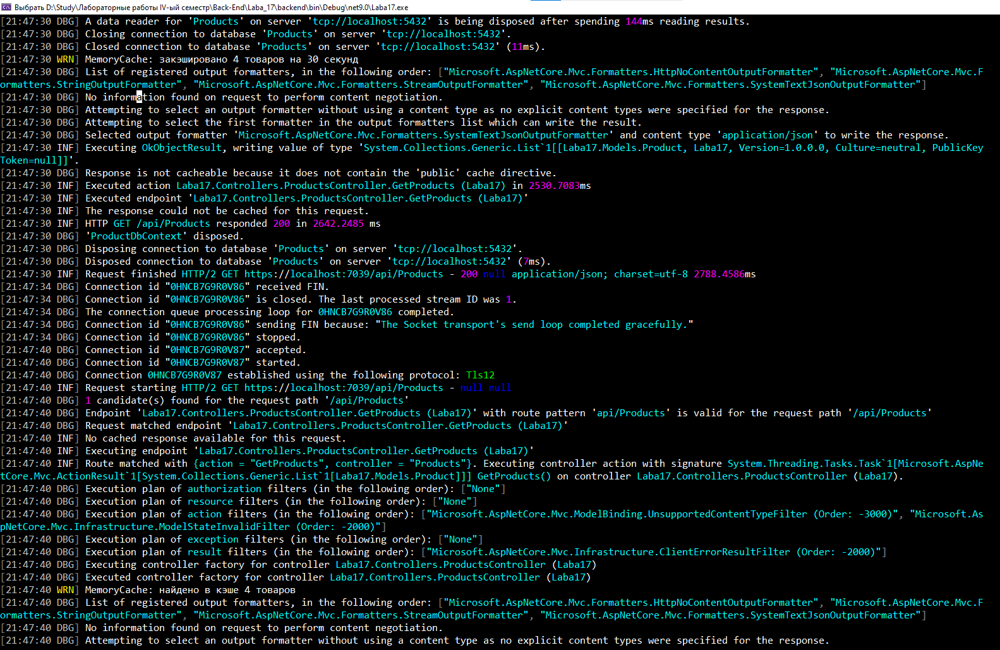 Выбрать D:\Study\Лабораторные работы IV-ый семестр\Back-End\Laba_17\backend\bin\Debug\net9.0\Laba17.exe
[21:47:30 DBG] A data reader for 'Products' on server 'tcp://localhost:5432' is being disposed after spending 144ms reading results.
[21:47:30 DBG] Closing connection to database 'Products' on server 'tcp://localhost:5432'.
[21:47:30 DBG] Closed connection to database 'Products' on server 'tcp://localhost:5432' (11ms).
[21:47:30 WRN] MemoryCache: закэшировано 4 товаров на 30 секунд
[21:47:30 DBG] List of registered output formatters, in the following order: ["Microsoft.AspNetCore.Mvc.Formatters.HttpNoContentOutputFormatter", "Microsoft.AspNetCore.Mvc.F
ormatters.StringOutputFormatter", "Microsoft.AspNetCore.Mvc.Formatters.StreamOutputFormatter", "Microsoft.AspNetCore.Mvc.Formatters.SystemTextJsonOutputFormatter"]
[21:47:30 DBG] No information found on request to perform content negotiation.
[21:47:30 DBG] Attempting to select an output formatter without using a content type as no explicit content types were specified for the response.
[21:47:30 DBG] Attempting to select the first formatter in the output formatters list which can write the result.
[21:47:30 DBG] Selected output formatter 'Microsoft.AspNetCore.Mvc.Formatters.SystemTextJsonOutputFormatter' and content type 'application/json' to write the response.
[21:47:30 INF] Executing OkObjectResult, writing value of type 'System.Collections.Generic.List`1[[Laba17.Models.Product, Laba17, Version=1.0.0.0, Culture=neutral, PublicKey
Token=null]]'.
[21:47:30 DBG] Response is not cacheable because it does not contain the 'public' cache directive.
[21:47:30 INF] Executed action Laba17.Controllers.ProductsController.GetProducts (Laba17) in 2530.7083ms
[21:47:30 INF] Executed endpoint 'Laba17.Controllers.ProductsController.GetProducts (Laba17)'
[21:47:30 INF] The response could not be cached for this request.
[21:47:30 INF] HTTP GET /api/Products responded 200 in 2642.2485 ms
[21:47:30 DBG] 'ProductDbContext' disposed.
[21:47:30 DBG] Disposing connection to database 'Products' on server 'tcp://localhost:5432'.
[21:47:30 DBG] Disposed connection to database 'Products' on server 'tcp://localhost:5432' (7ms).
[21:47:30 INF] Request finished HTTP/2 GET https://localhost:7039/api/Products - 200 null application/json; charset=utf-8 2788.4586ms
[21:47:34 DBG] Connection id "0HNCB7G9R0V86" received FIN.
[21:47:34 DBG] Connection id "0HNCB7G9R0V86" is closed. The last processed stream ID was 1.
[21:47:34 DBG] The connection queue processing loop for 0HNCB7G9R0V86 completed.
[21:47:34 DBG] Connection id "0HNCB7G9R0V86" sending FIN because: "The Socket transport's send loop completed gracefully."
[21:47:34 DBG] Connection id "0HNCB7G9R0V86" stopped.
[21:47:40 DBG] Connection id "0HNCB7G9R0V87" accepted.
[21:47:40 DBG] Connection id "0HNCB7G9R0V87" started.
[21:47:40 DBG] Connection 0HNCB7G9R0V87 established using the following protocol: Tls12
[21:47:40 INF] Request starting HTTP/2 GET https://localhost:7039/api/Products - null null
[21:47:40 DBG] 1 candidate(s) found for the request path '/api/Products'
[21:47:40 DBG] Endpoint 'Laba17.Controllers.ProductsController.GetProducts (Laba17)' with route pattern 'api/Products' is valid for the request path '/api/Products'
[21:47:40 DBG] Request matched endpoint 'Laba17.Controllers.ProductsController.GetProducts (Laba17)'
[21:47:40 INF] No cached response available for this request.
[21:47:40 INF] Executing endpoint 'Laba17.Controllers.ProductsController.GetProducts (Laba17)'
[21:47:40 INF] Route matched with {action = "GetProducts", controller = "Products"}. Executing controller action with signature System.Threading.Tasks.Task`1[Microsoft.AspNe
tCore.Mvc.ActionResult`1[System.Collections.Generic.List`1[Laba17.Models.Product]]] GetProducts() on controller Laba17.Controllers.ProductsController (Laba17).
[21:47:40 DBG] Execution plan of authorization filters (in the following order): ["None"]
[21:47:40 DBG] Execution plan of resource filters (in the following order): ["None"]
[21:47:40 DBG] Execution plan of action filters (in the following order): ["Microsoft.AspNetCore.Mvc.ModelBinding.UnsupportedContentTypeFilter (Order: -3000)", "Microsoft.As
pNetCore.Mvc.Infrastructure.ModelStateInvalidFilter (Order: -2000)"]
[21:47:40 DBG] Execution plan of exception filters (in the following order): ["None"]
[21:47:40 DBG] Execution plan of result filters (in the following order): ["Microsoft.AspNetCore.Mvc.Infrastructure.ClientErrorResultFilter (Order: -2000)"]
[21:47:40 DBG] Executing controller factory for controller Laba17.Controllers.ProductsController (Laba17)
[21:47:40 DBG] Executed controller factory for controller Laba17.Controllers.ProductsController (Laba17)
[21:47:40 WRN] MemoryCache: найдено в кэше 4 товаров
[21:47:40 DBG] List of registered output formatters, in the following order: ["Microsoft.AspNetCore.Mvc.Formatters.HttpNoContentOutputFormatter", "Microsoft.AspNetCore.Mvc.F
ormatters.StringOutputFormatter", "Microsoft.AspNetCore.Mvc.Formatters.StreamOutputFormatter", "Microsoft.AspNetCore.Mvc.Formatters.SystemTextJsonOutputFormatter"]
[21:47:40 DBG] No information found on request to perform content negotiation.
[21:47:40 DBG] Attempting to select an output formatter without using a content type as no explicit content types were specified for the response.